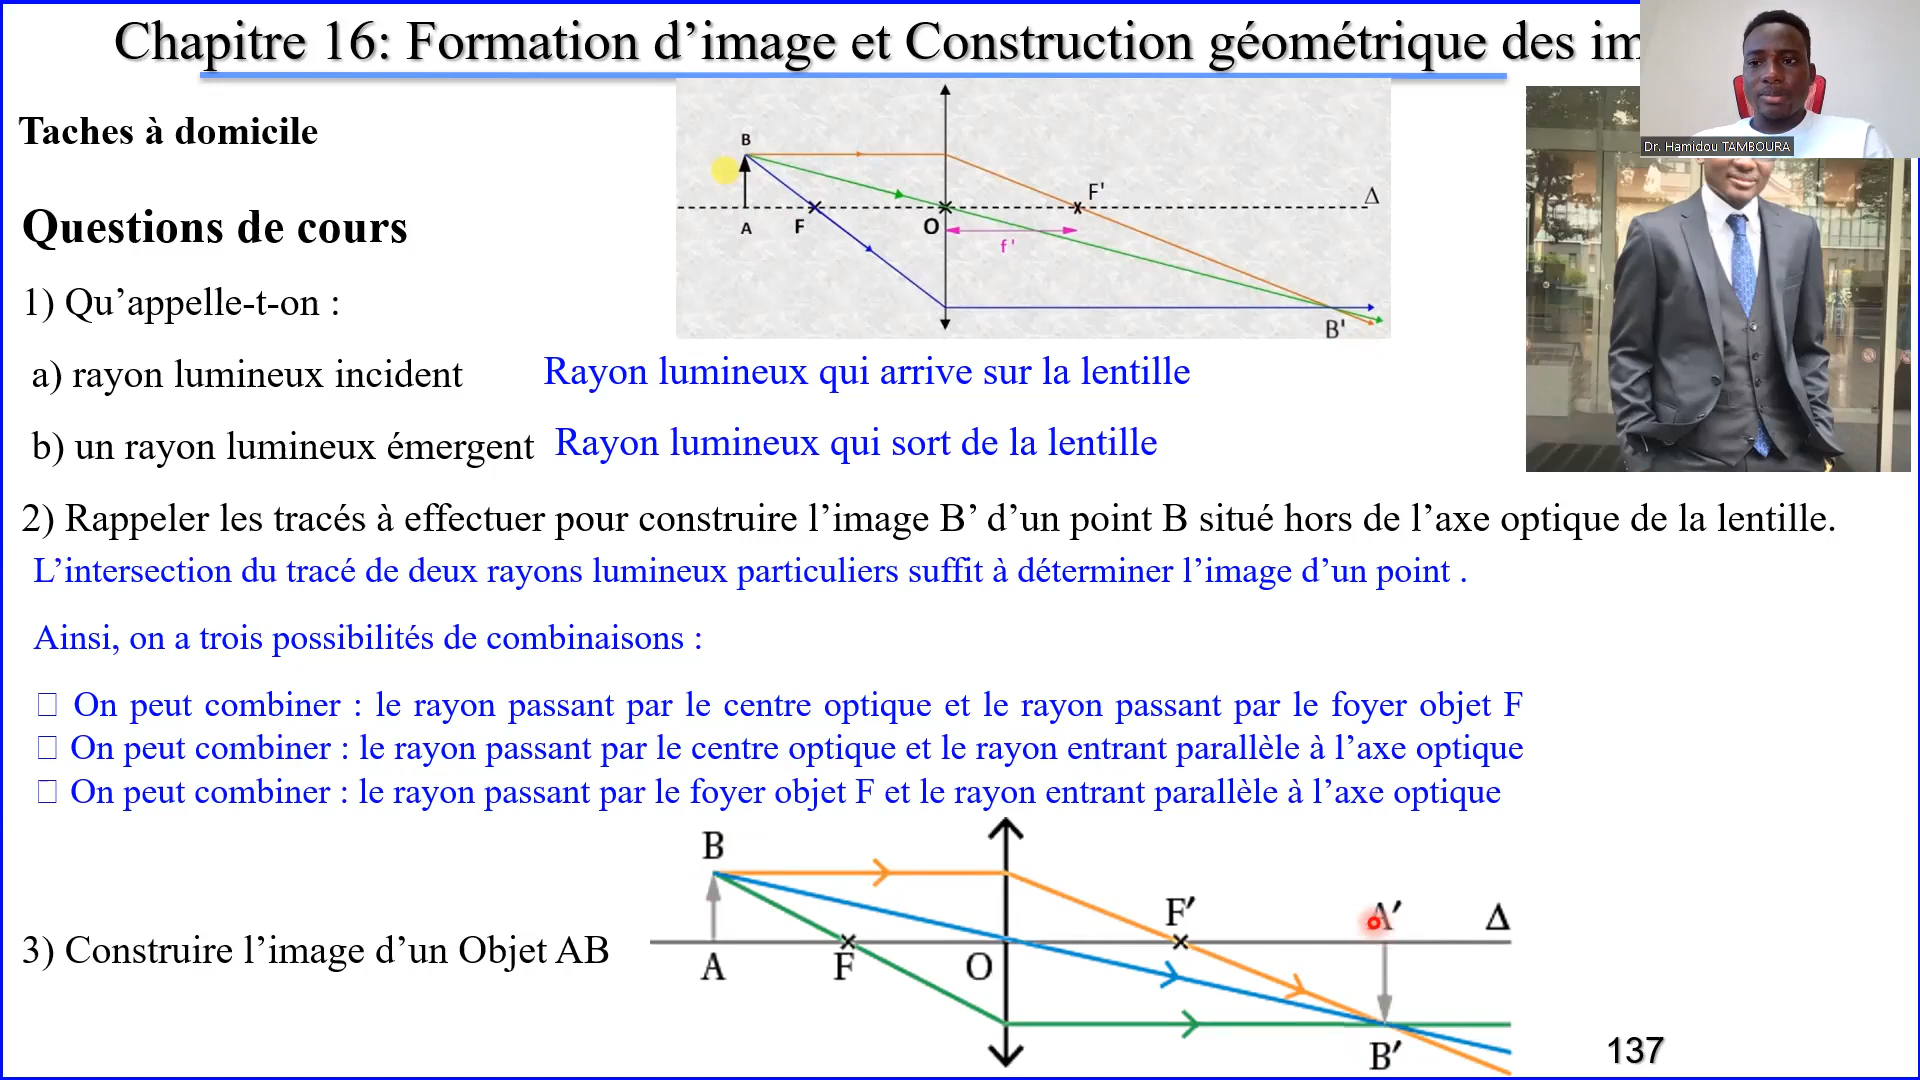 Chapitre 16: Formation d’image et Construction géométrique des im
Dr. Hamidou TAMBOURA
Taches à domicile
B
F'
Δ
A
F
O
f'
B'
Questions de cours
1) Qu’appelle-t-on :
a) rayon lumineux incident Rayon lumineux qui arrive sur la lentille
b) un rayon lumineux émergent Rayon lumineux qui sort de la lentille
2) Rappeler les tracés à effectuer pour construire l’image B’ d’un point B situé hors de l’axe optique de la lentille.
L’intersection du tracé de deux rayons lumineux particuliers suffit à déterminer l’image d’un point .
Ainsi, on a trois possibilités de combinaisons :
On peut combiner : le rayon passant par le centre optique et le rayon passant par le foyer objet F
On peut combiner : le rayon passant par le centre optique et le rayon entrant parallèle à l’axe optique
On peut combiner : le rayon passant par le foyer objet F et le rayon entrant parallèle à l’axe optique
3) Construire l’image d’un Objet AB
B
F′
A′
Δ
A
F
O
B′
137